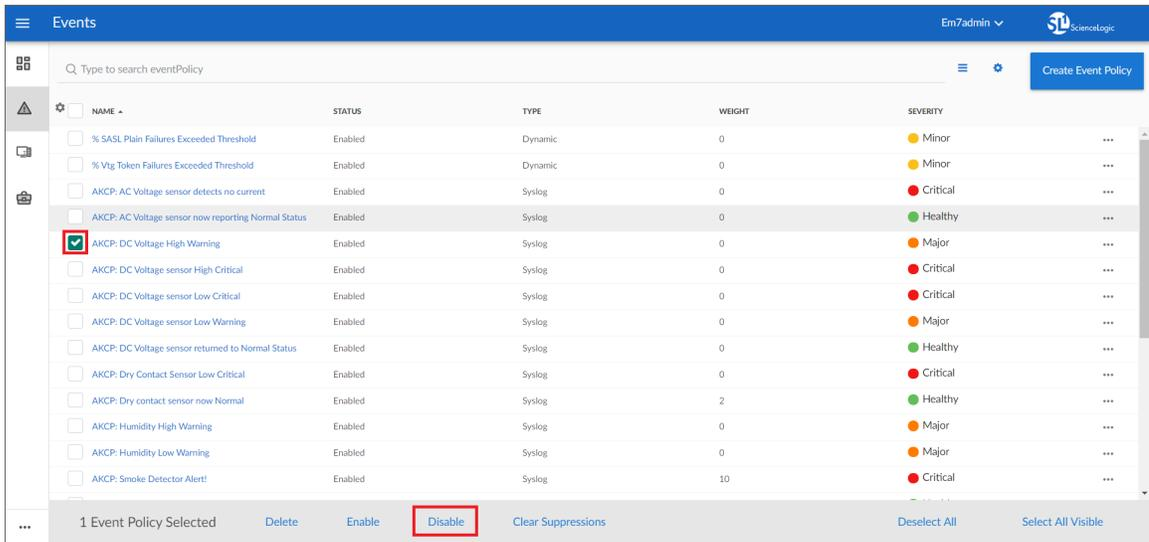 Events
Em7admin
SL ScienceLogic
Type to search eventPolicy
Create Event Policy
NAME STATUS TYPE WEIGHT SEVERITY
% SASL Plain Failures Exceeded Threshold Enabled Dynamic 0 Minor
% Vtg Token Failures Exceeded Threshold Enabled Dynamic 0 Minor
AKCP: AC Voltage sensor detects no current Enabled Syslog 0 Critical
AKCP: AC Voltage sensor now reporting Normal Status Enabled Syslog 0 Healthy
AKCP: DC Voltage High Warning Enabled Syslog 0 Major
AKCP: DC Voltage sensor High Critical Enabled Syslog 0 Critical
AKCP: DC Voltage sensor Low Critical Enabled Syslog 0 Critical
AKCP: DC Voltage sensor Low Warning Enabled Syslog 0 Major
AKCP: DC Voltage sensor returned to Normal Status Enabled Syslog 0 Healthy
AKCP: Dry Contact Sensor Low Critical Enabled Syslog 0 Critical
AKCP: Dry contact sensor now Normal Enabled Syslog 2 Healthy
AKCP: Humidity High Warning Enabled Syslog 0 Major
AKCP: Humidity Low Warning Enabled Syslog 0 Major
AKCP: Smoke Detector Alert! Enabled Syslog 10 Critical
1 Event Policy Selected Delete Enable Disable Clear Suppressions Deselect All Select All Visible